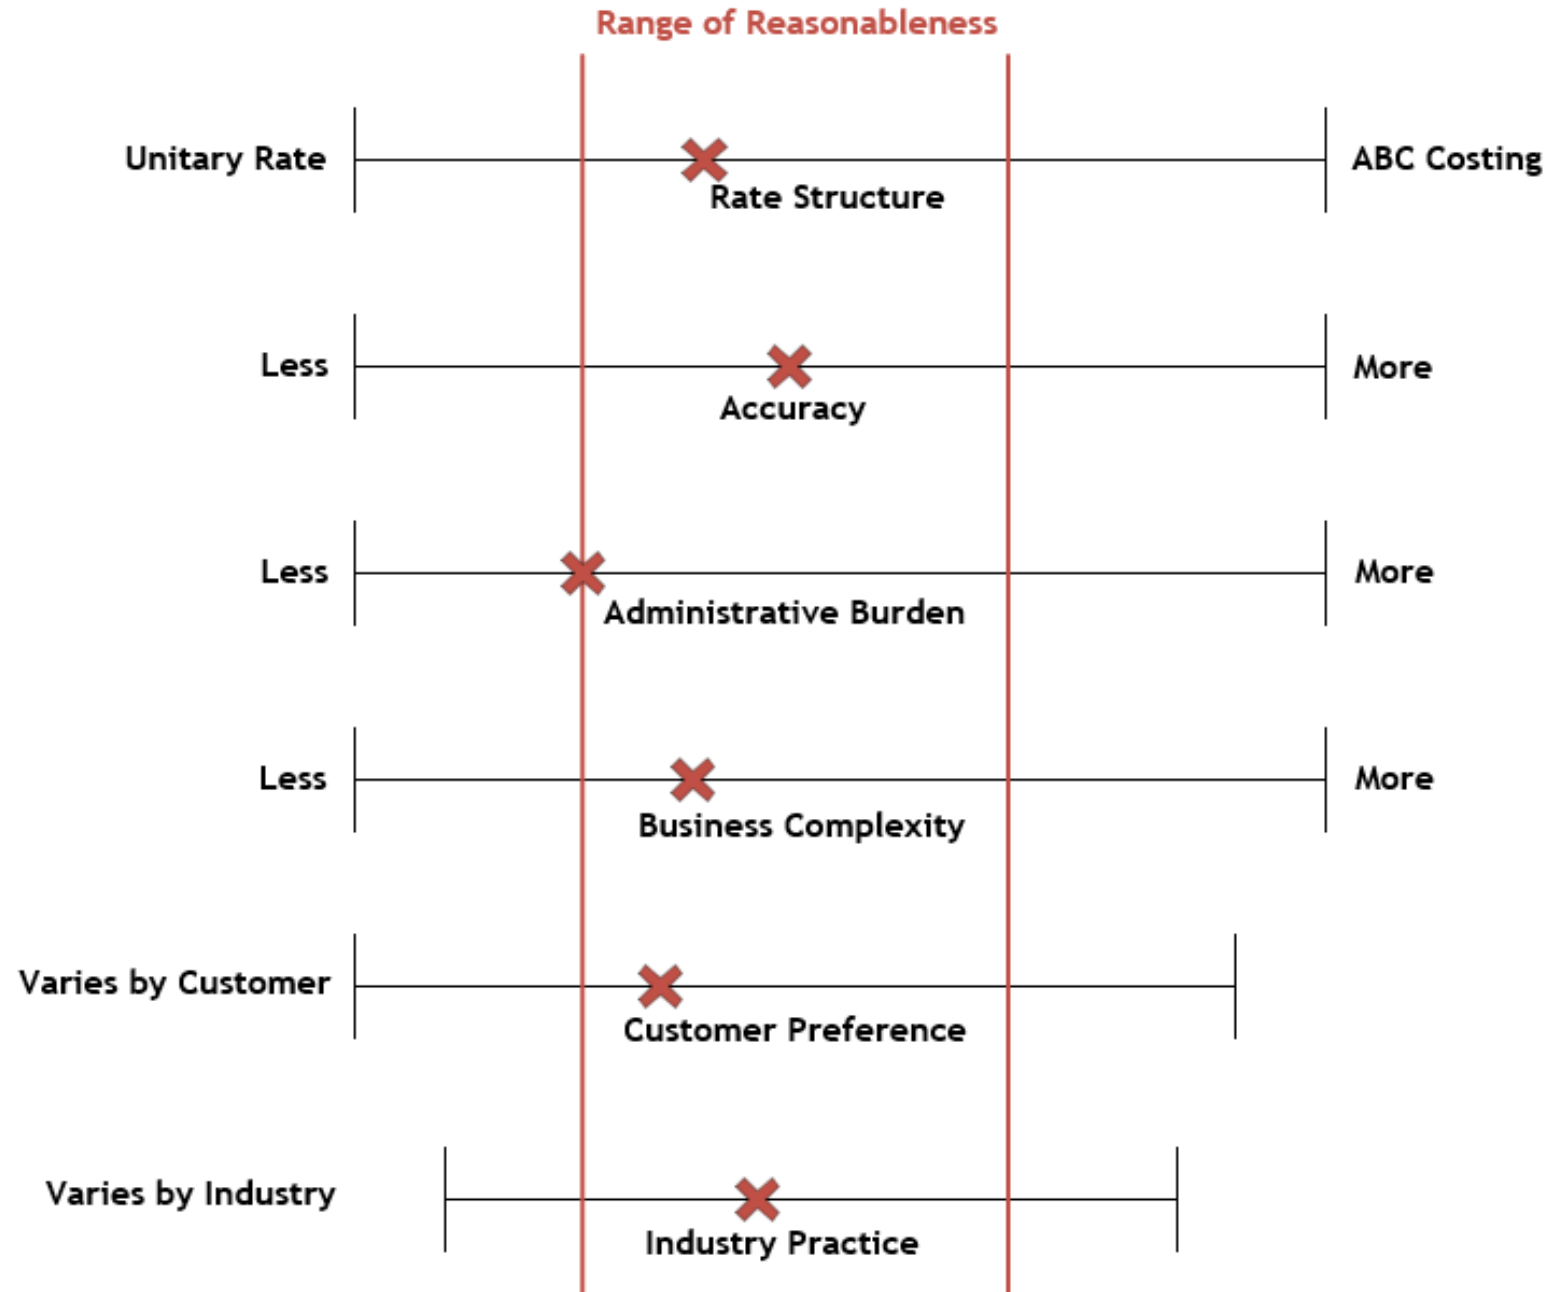 Range of Reasonableness
Unitary Rate
ABC Costing
Rate Structure
Less
More
Accuracy
Less
More
Administrative Burden
Less
More
Business Complexity
Varies by Customer
Customer Preference
Varies by Industry
Industry Practice